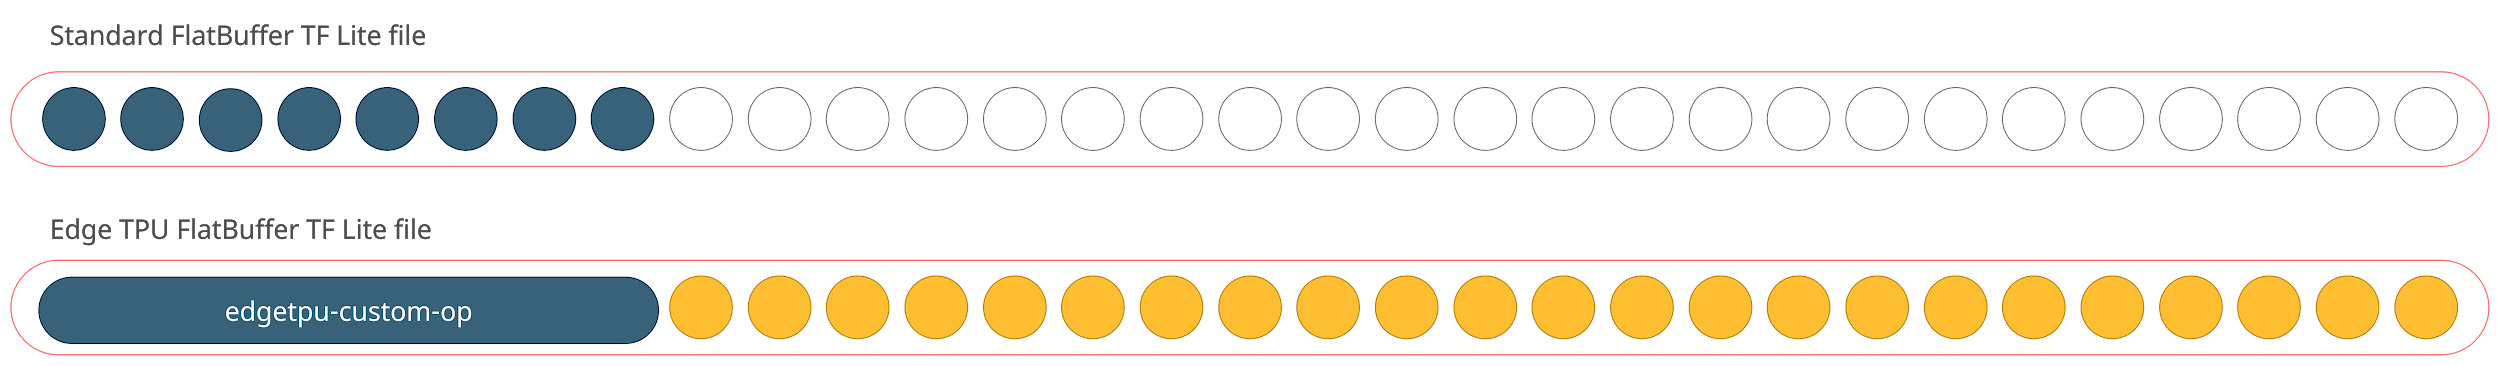 Standard FlatBuffer TF Lite file
Edge TPU FlatBuffer TF Lite file
edgetpu-custom-op